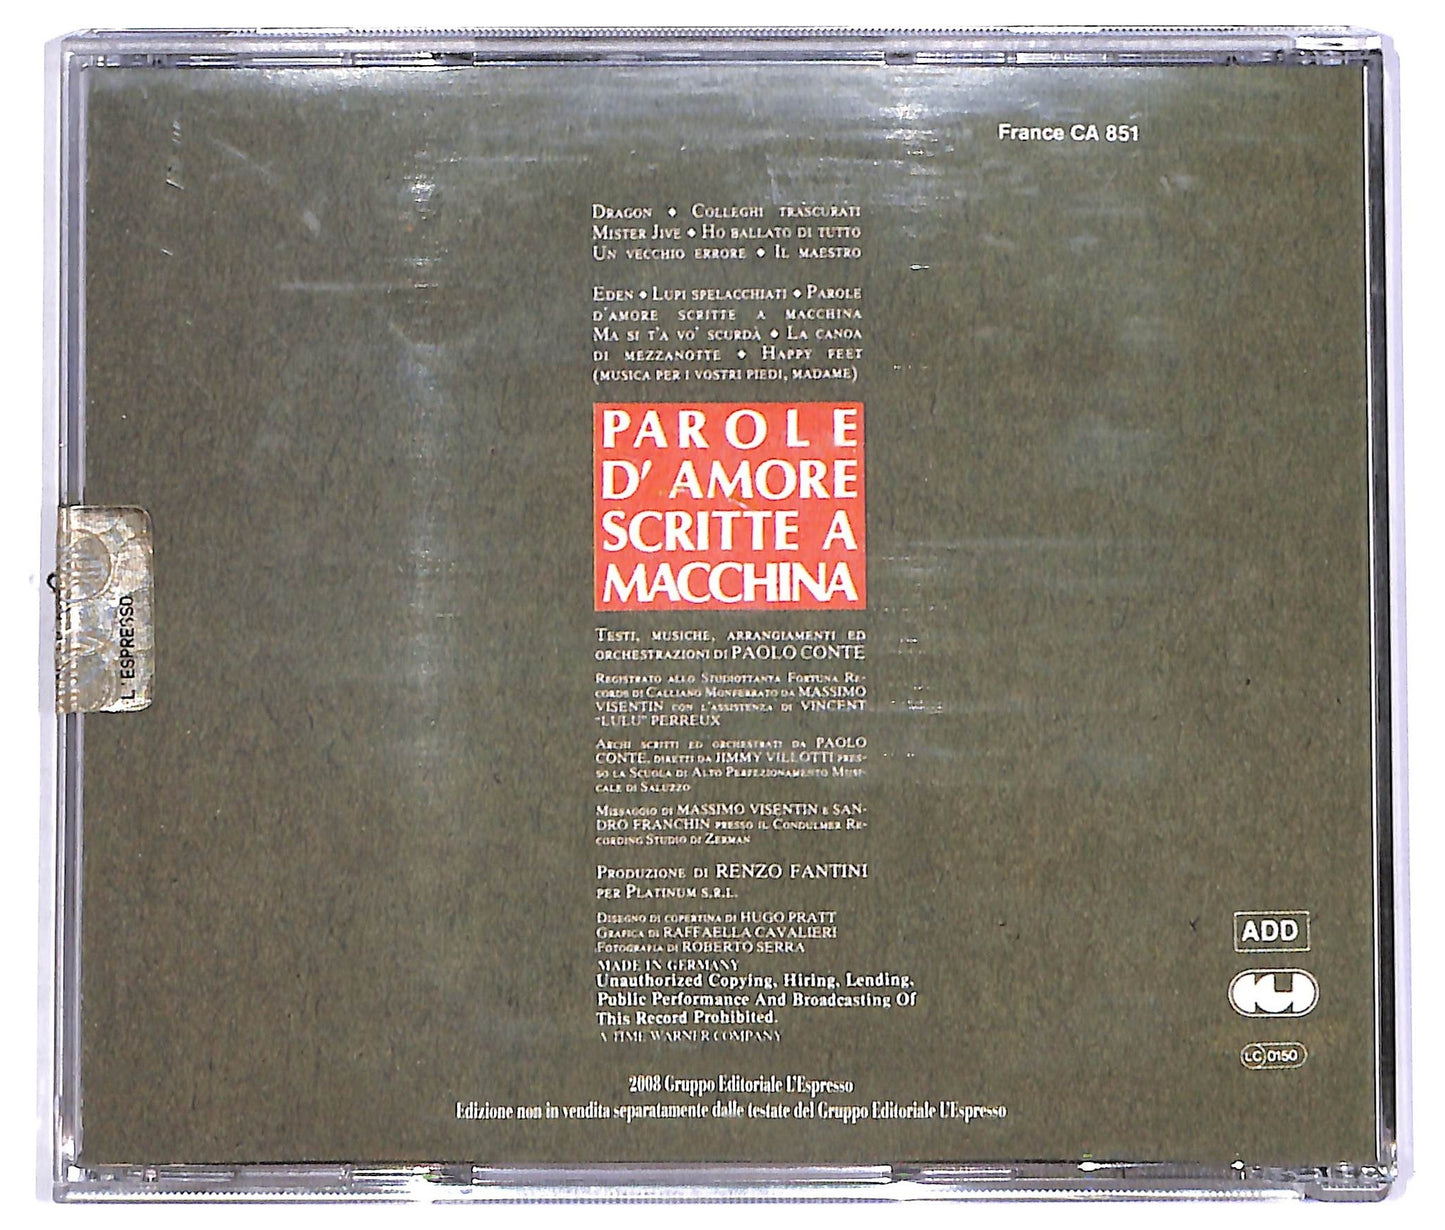 France CA 851
DRAGON ◆ COLLEGHI TRASCURATI
MISTER JIVE ◆ HO BALLATO DI TUTTO
UN VECCHIO ERRORE ◆ IL MAESTRO
EDEN ◆ LUPI SPELACCHIATI ◆ PAROLE
D'AMORE SCRITTE A MACCHINA
MA SI T'A VO' SCURDÀ ◆ LA CANOA
DI MEZZANOTTE ◆ HAPPY FEET
(MUSICA PER I VOSTRI PIEDI, MADAME)
PAROLE
D'AMORE
SCRITTE A
MACCHINA
TESTI, MUSICHE, ARRANGIAMENTI ED
ORCHESTRAZIONI DI PAOLO CONTE
REGISTRATO ALLO STUDIOTTANTA FORTUNA RE-
CORDS DI CALLIANO MONFERRATO DA MASSIMO
VISENTIN CON L'ASSISTENZA DI VINCENT
"LULU" PERREUX
ARCHI SCRITTI ED ORCHESTRATI DA PAOLO
CONTE, DIRETTI DA JIMMY VILLOTTI PRES-
SO LA SCUOLA DI ALTO PERFEZIONAMENTO MUSI-
CALE DI SALUZZO
MISSAGGIO DI MASSIMO VISENTIN E SAN-
DRO FRANCHIN PRESSO IL CONDULMER RE-
CORDING STUDIO DI ZERMAN
PRODUZIONE DI RENZO FANTINI
PER PLATINUM S.R.L.
DISEGNO DI COPERTINA DI HUGO PRATT
GRAFICA DI RAFFAELLA CAVALIERI
FOTOGRAFIA DI ROBERTO SERRA
MADE IN GERMANY
Unauthorized Copying, Hiring, Lending,
Public Performance And Broadcasting Of
This Record Prohibited.
A TIME WARNER COMPANY
2008 Gruppo Editoriale L'Espresso
Edizione non in vendita separatamente dalle testate del Gruppo Editoriale L'Espresso
ADD
LC 0150
L'ESPRESSO